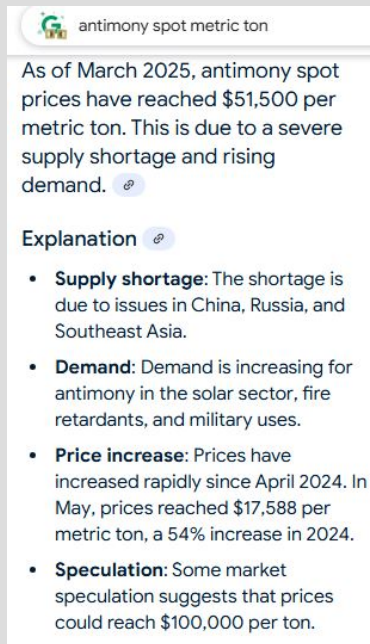 antimony spot metric ton
As of March 2025, antimony spot
prices have reached $51,500 per
metric ton. This is due to a severe
supply shortage and rising
demand.
Explanation
• Supply shortage: The shortage is
due to issues in China, Russia, and
Southeast Asia.
• Demand: Demand is increasing for
antimony in the solar sector, fire
retardants, and military uses.
• Price increase: Prices have
increased rapidly since April 2024. In
May, prices reached $17,588 per
metric ton, a 54% increase in 2024.
• Speculation: Some market
speculation suggests that prices
could reach $100,000 per ton.